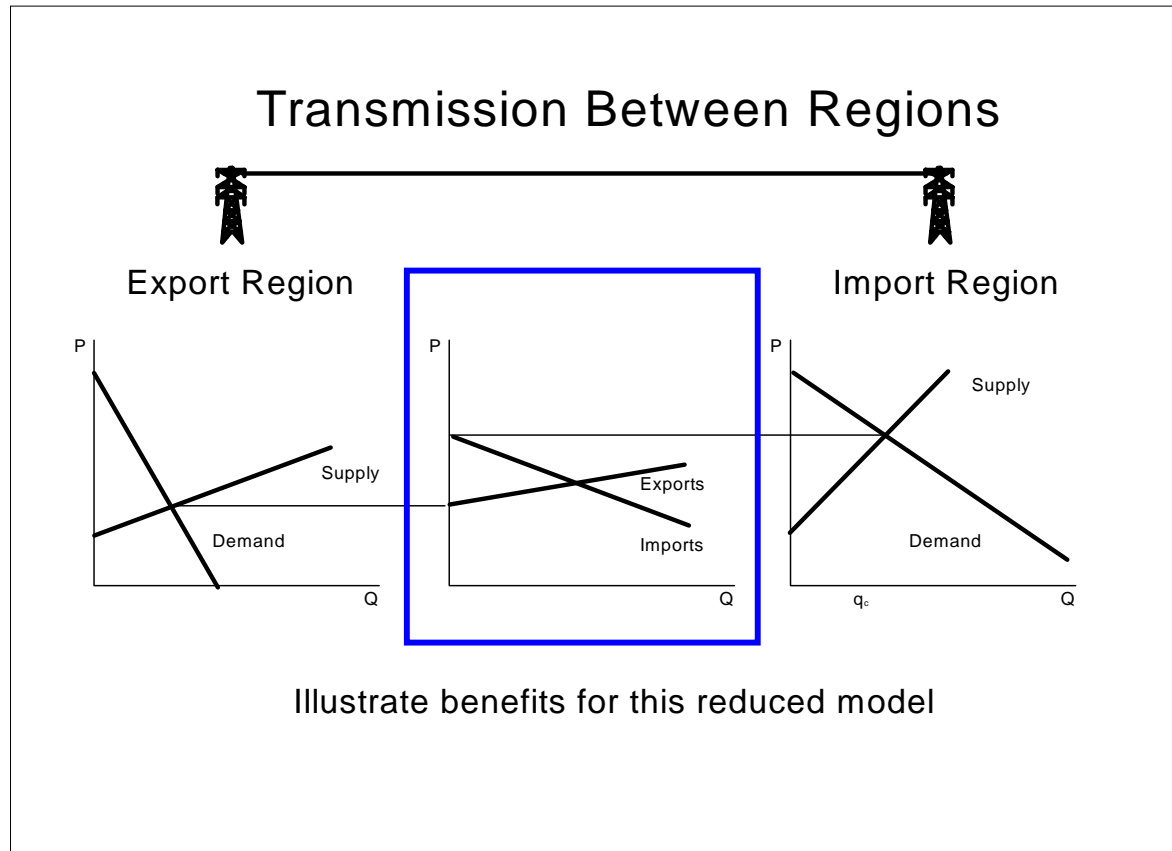 Transmission Between Regions
Export Region
Import Region
P
Supply
Demand
Q
P
Exports
Imports
Q
P
Supply
Demand
qc
Q
Illustrate benefits for this reduced model